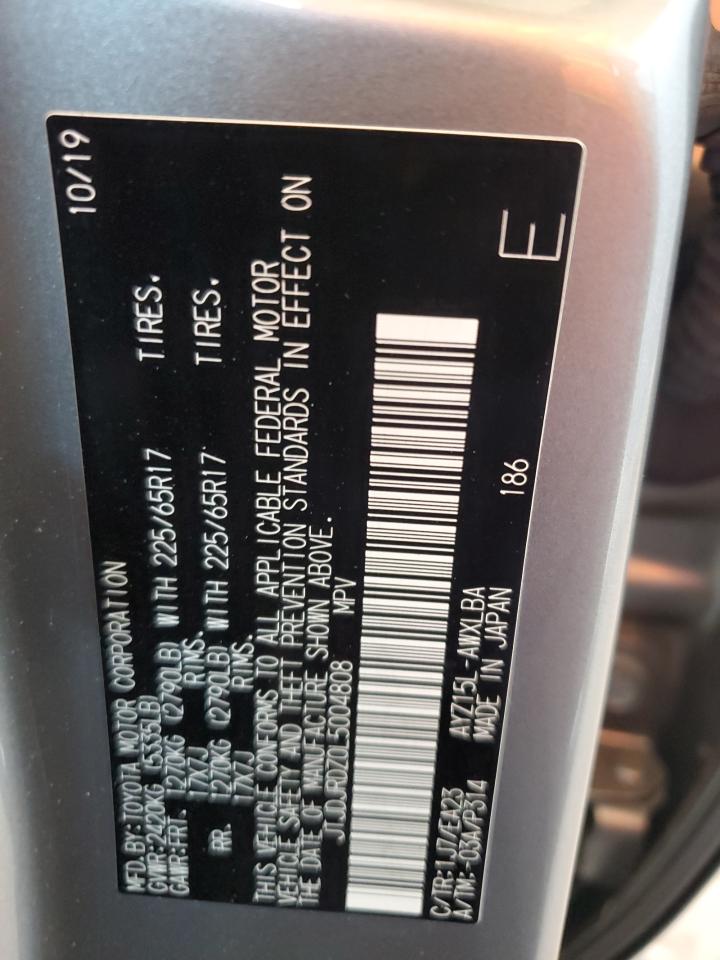 MFD. BY: TOYOTA MOTOR CORPORATION 10/19
GVWR: 2420KG (5335LB)
GAWR: FRT 1270KG (2790LB) WITH 225/65R17 TIRES.
17X7J RIMS.
RR. 1270KG (2790LB) WITH 225/65R17 TIRES.
17X7J RIMS.
THIS VEHICLE CONFORMS TO ALL APPLICABLE FEDERAL MOTOR
VEHICLE SAFETY AND THEFT PREVENTION STANDARDS IN EFFECT ON
THE DATE OF MANUFACTURE SHOWN ABOVE.
MPV
C/TR: 1J7/EA23 AYZ15L-AWXLBA 186 E
A/TM: -03A/P314 MADE IN JAPAN